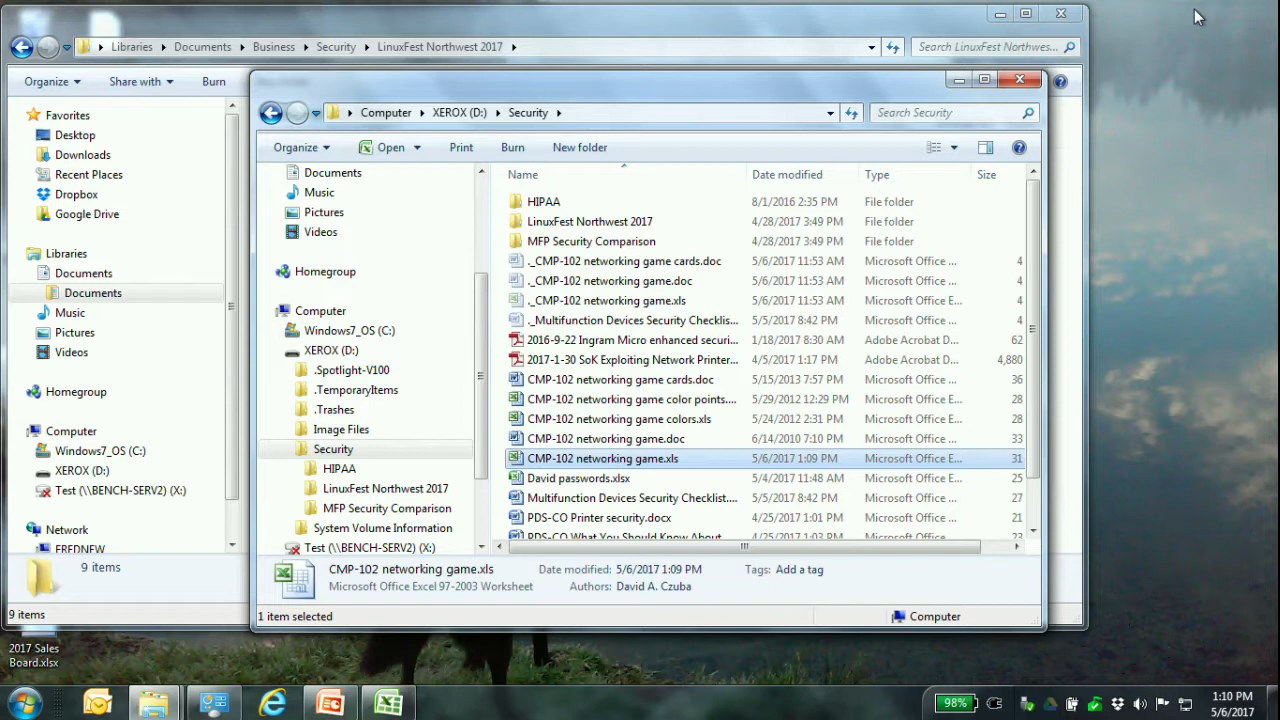 Libraries Documents Business Security LinuxFest Northwest 2017
Search LinuxFest Northwes...
Organize Share with Burn
Favorites
Desktop
Downloads
Recent Places
Dropbox
Google Drive
Libraries
Documents
Documents
Music
Pictures
Videos
Homegroup
Computer
Windows7_OS (C:)
XEROX (D:)
Test (\\BENCH-SERV2) (X:)
Network
FREDNEW
9 items
9 items
Computer XEROX (D:) Security
Search Security
Organize Open Print Burn New folder
Documents
Music
Pictures
Videos
Homegroup
Computer
Windows7_OS (C:)
XEROX (D:)
.Spotlight-V100
.TemporaryItems
.Trashes
Image Files
Security
HIPAA
LinuxFest Northwest 2017
MFP Security Comparison
System Volume Information
Test (\\BENCH-SERV2) (X:)
Name Date modified Type Size
HIPAA 8/1/2016 2:35 PM File folder
LinuxFest Northwest 2017 4/28/2017 3:49 PM File folder
MFP Security Comparison 4/28/2017 3:49 PM File folder
._CMP-102 networking game cards.doc 5/6/2017 11:53 AM Microsoft Office ... 4
._CMP-102 networking game.doc 5/6/2017 11:53 AM Microsoft Office ... 4
._CMP-102 networking game.xls 5/6/2017 11:53 AM Microsoft Office E... 4
._Multifunction Devices Security Checklis... 5/5/2017 8:42 PM Microsoft Office ... 4
2016-9-22 Ingram Micro enhanced securi... 1/18/2017 8:30 AM Adobe Acrobat D... 62
2017-1-30 SoK Exploiting Network Printer... 4/5/2017 1:17 PM Adobe Acrobat D... 4,880
CMP-102 networking game cards.doc 5/15/2013 7:57 PM Microsoft Office ... 36
CMP-102 networking game color points.... 5/29/2012 12:29 PM Microsoft Office E... 28
CMP-102 networking game colors.xls 5/24/2012 2:31 PM Microsoft Office E... 28
CMP-102 networking game.doc 6/14/2010 7:10 PM Microsoft Office ... 33
CMP-102 networking game.xls 5/6/2017 1:09 PM Microsoft Office E... 31
David passwords.xlsx 5/4/2017 11:48 AM Microsoft Office E... 25
Multifunction Devices Security Checklist.... 5/5/2017 8:42 PM Microsoft Office ... 27
PDS-CO Printer security.docx 4/25/2017 1:01 PM Microsoft Office ... 21
PDS-CO What You Should Know About 4/25/2017 1:03 PM Microsoft Office ... 23
CMP-102 networking game.xls Date modified: 5/6/2017 1:09 PM Tags: Add a tag
Microsoft Office Excel 97-2003 Worksheet Authors: David A. Czuba
1 item selected Computer
2017 Sales
Board.xlsx
98%
1:10 PM
5/6/2017